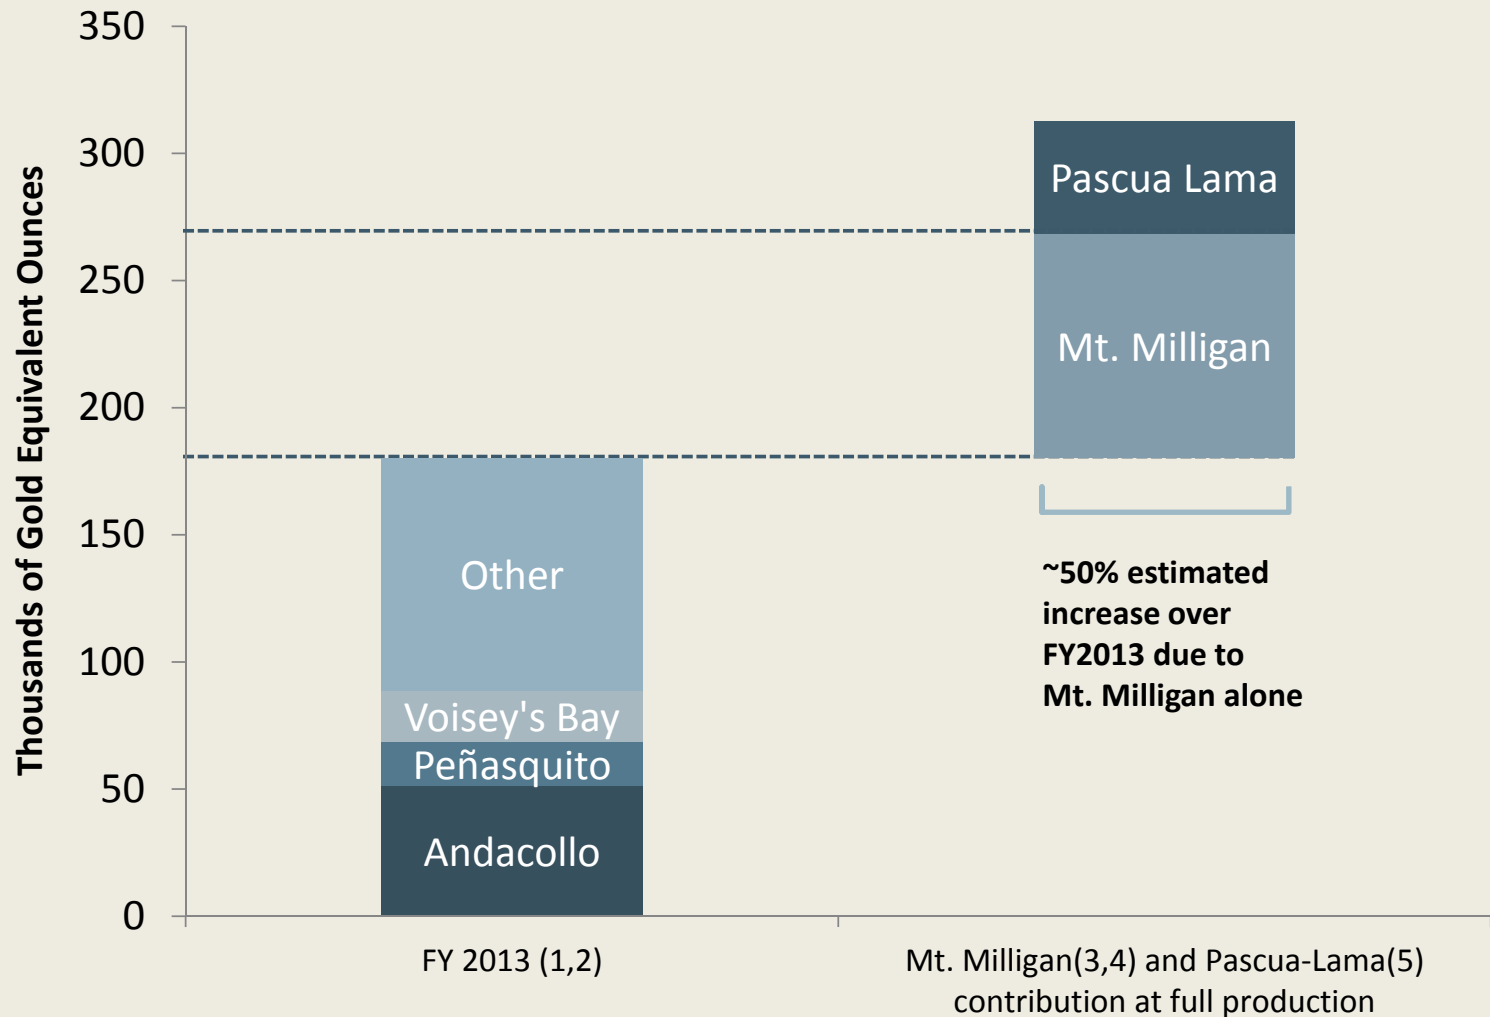 Thousands of Gold Equivalent Ounces
350
300
250
200
150
100
50
0
Pascua Lama
Mt. Milligan
Other
Voisey's Bay
Peñasquito
Andacollo
~50% estimated
increase over
FY2013 due to
Mt. Milligan alone
FY 2013 (1,2)
Mt. Milligan(3,4) and Pascua-Lama(5)
contribution at full production